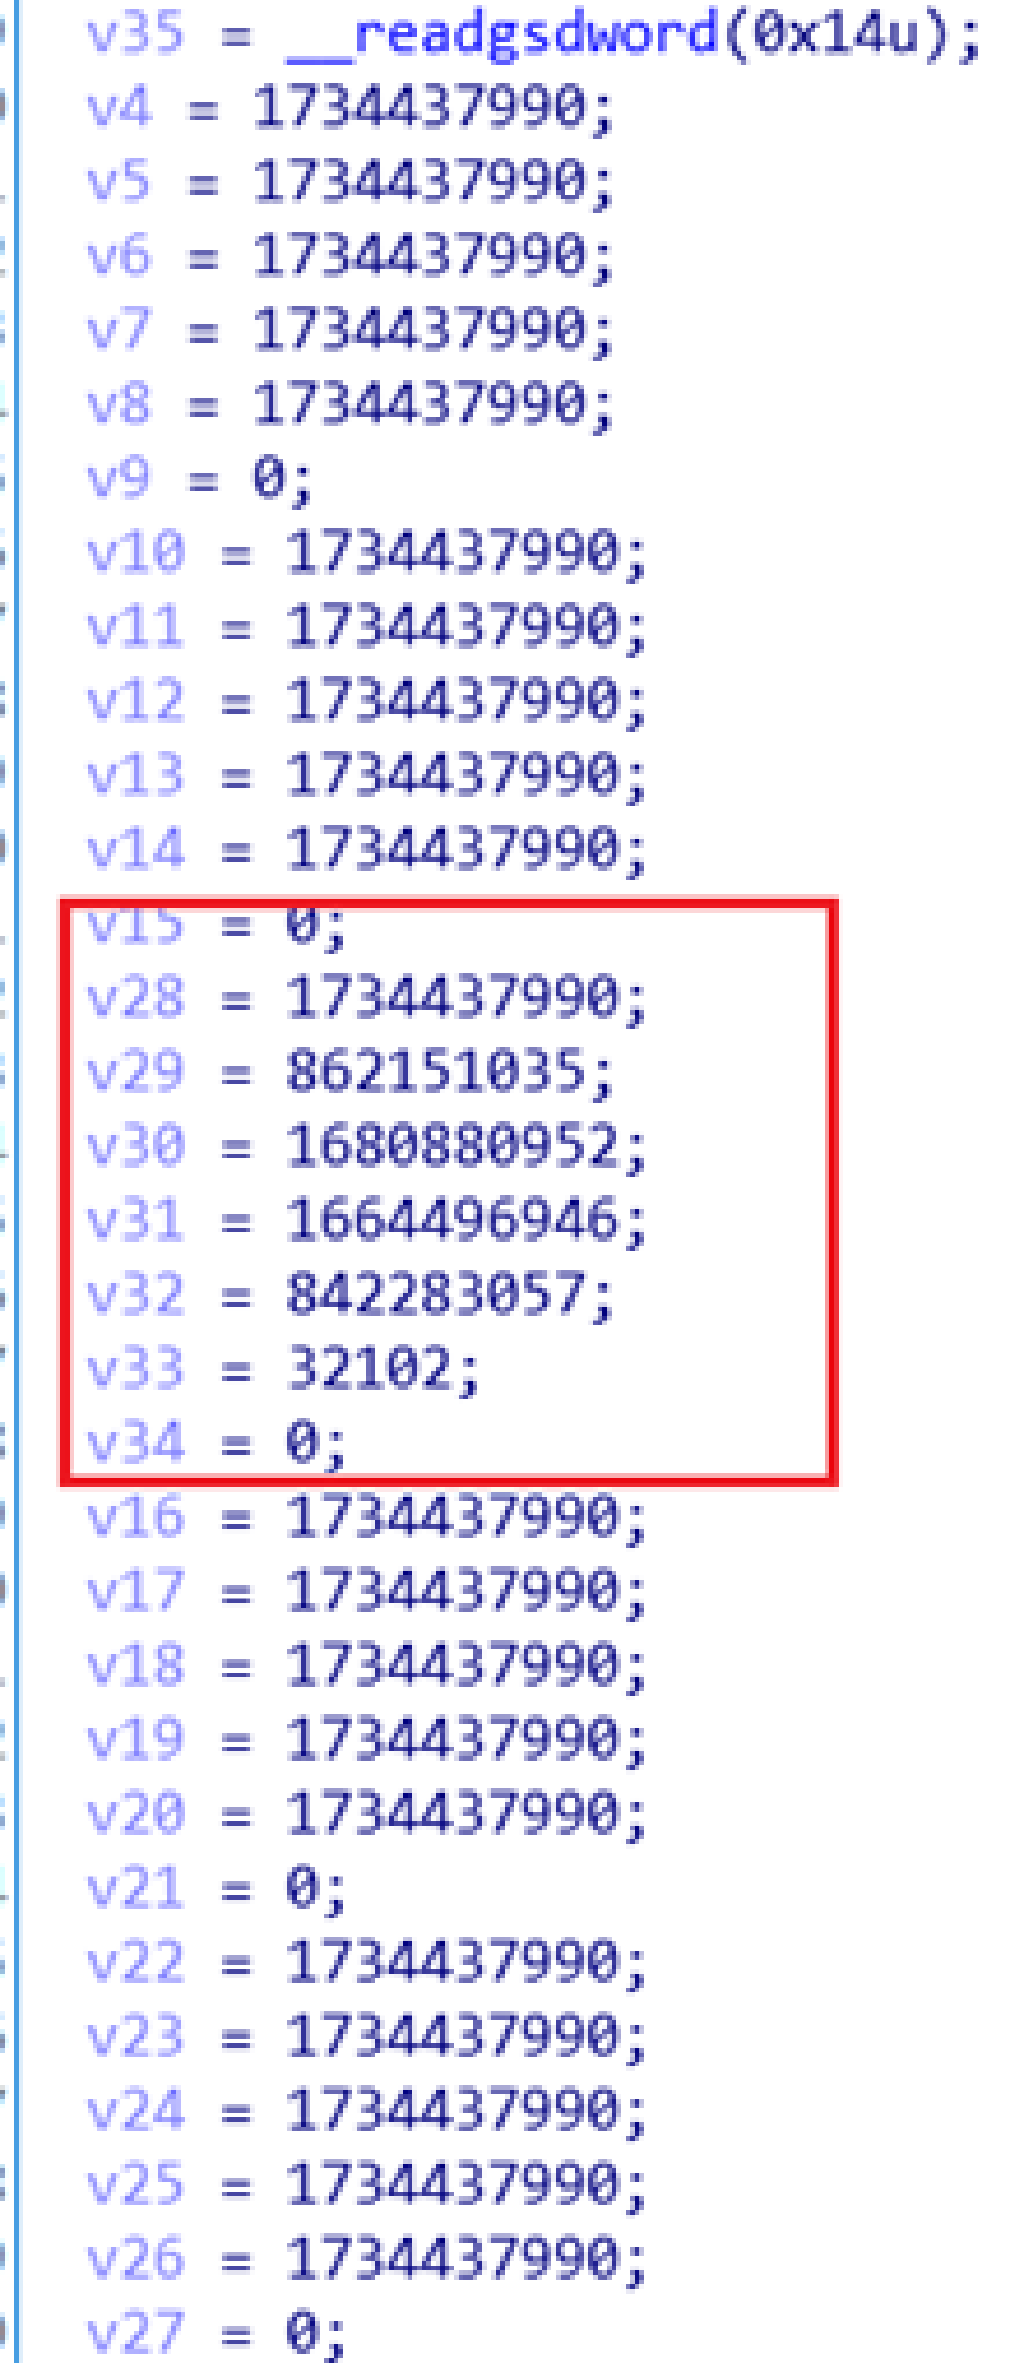 v35 = __readgsdword(0x14u);
v4 = 1734437990;
v5 = 1734437990;
v6 = 1734437990;
v7 = 1734437990;
v8 = 1734437990;
v9 = 0;
v10 = 1734437990;
v11 = 1734437990;
v12 = 1734437990;
v13 = 1734437990;
v14 = 1734437990;
v15 = 0;
v28 = 1734437990;
v29 = 862151035;
v30 = 1680880952;
v31 = 1664496946;
v32 = 842283057;
v33 = 32102;
v34 = 0;
v16 = 1734437990;
v17 = 1734437990;
v18 = 1734437990;
v19 = 1734437990;
v20 = 1734437990;
v21 = 0;
v22 = 1734437990;
v23 = 1734437990;
v24 = 1734437990;
v25 = 1734437990;
v26 = 1734437990;
v27 = 0;